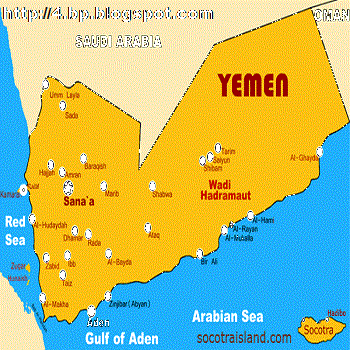 http://4.bp.blogspot.com
OMAN
SAUDI ARABIA
YEMEN
Umm Layla
Sada
Tarim
Saiyun
Shibam
Al-Ghaydha
Baraqish
Hajjah
Amran
Marib
Shabwa
Wadi
Hadramaut
Kamaran
Sana'a
Red
Sea
Al-Hudaydah
Al-Hami
Al-Rayan
Al-Mukalla
Ataq
Dhamar
Rada
Zabid
Ibb
Al-Bayda
Bir Ali
Zuqar
Taiz
Al-Makha
Zinjibar (Abyan)
Aden
Arabian Sea
Hadibo
Socotra
Gulf of Aden
socotraisland.com